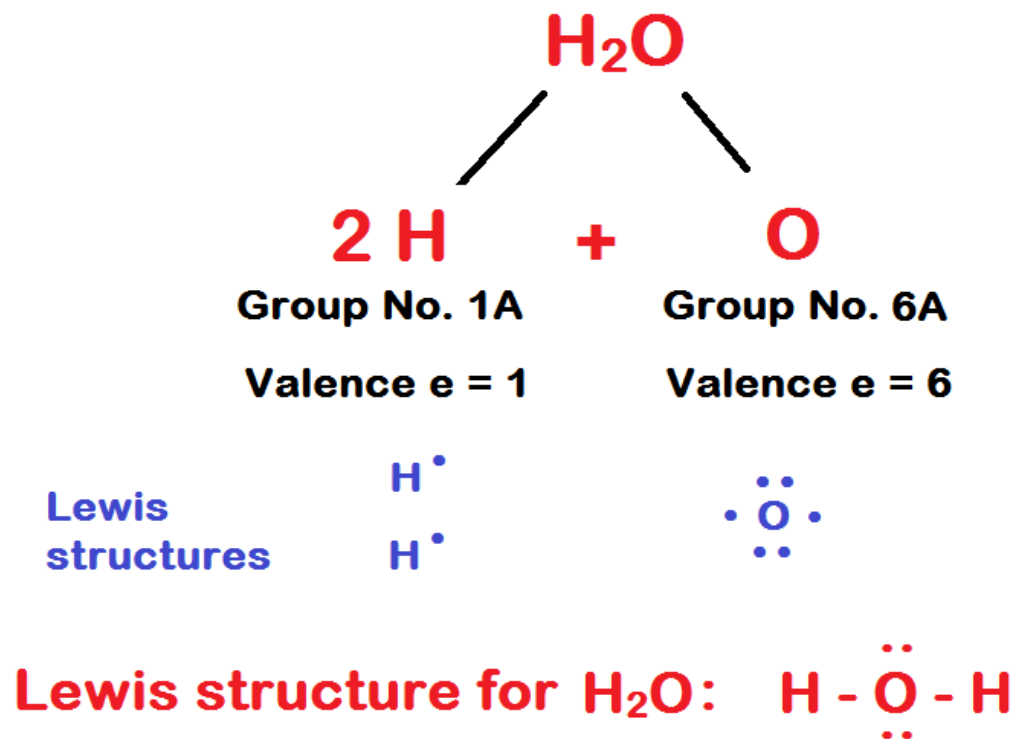 H₂O
2 H + O
Group No. 1A Group No. 6A
Valence e = 1 Valence e = 6
Lewis
structures
H•
H•
•• 
• O •
••
Lewis structure for H₂O: H - Ö̤ - H